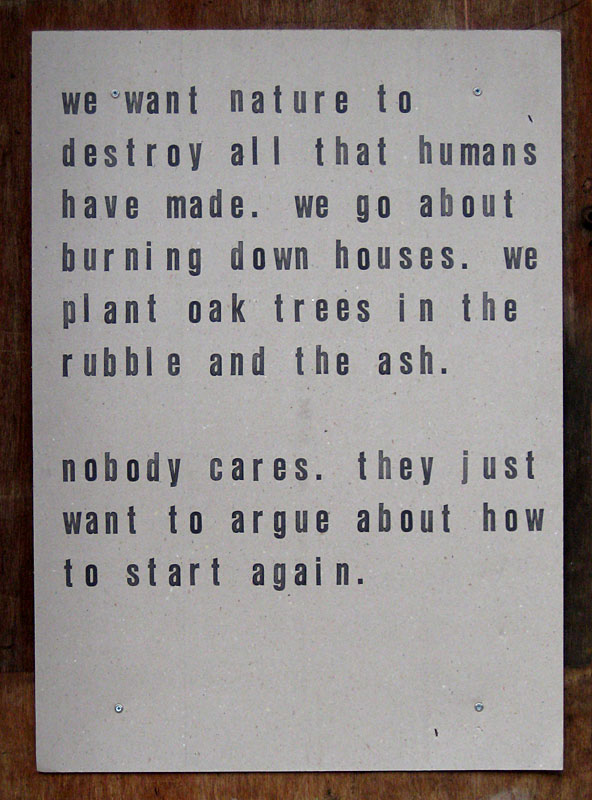 we want nature to
destroy all that humans
have made. we go about
burning down houses. we
plant oak trees in the
rubble and the ash.
nobody cares. they just
want to argue about how
to start again.